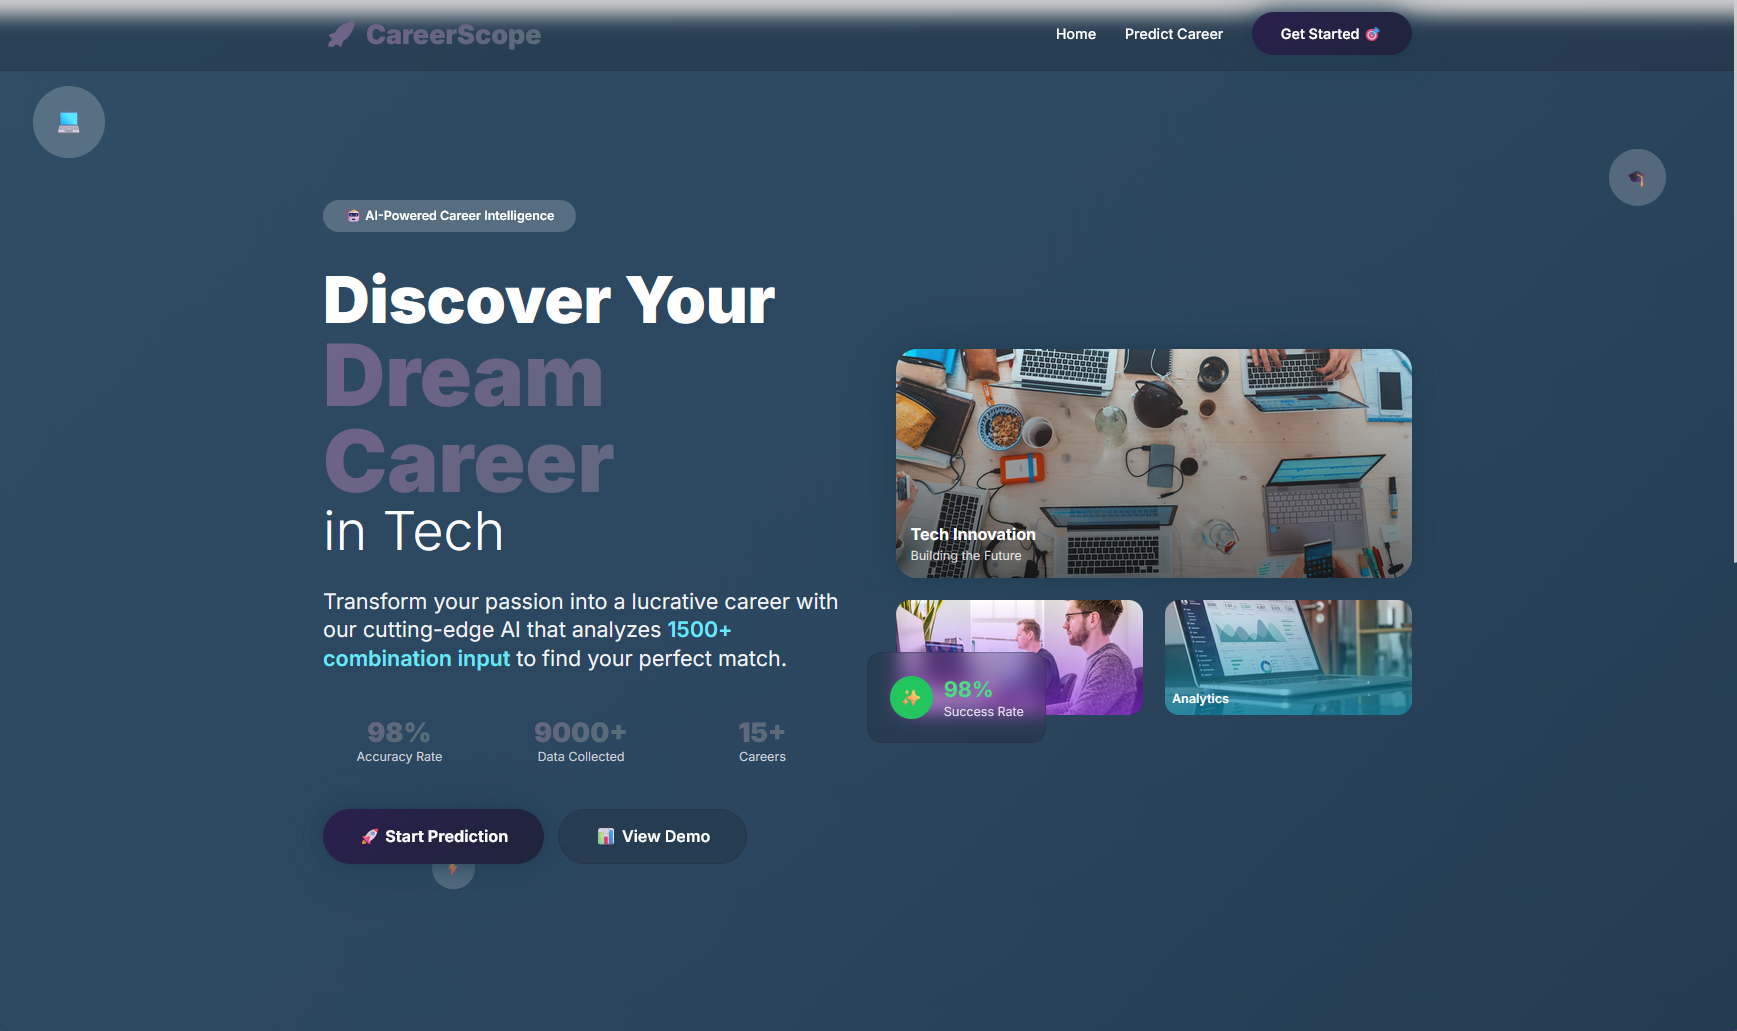 CareerScope
Home
Predict Career
Get Started
AI-Powered Career Intelligence
Discover Your
Dream
Career
in Tech
Transform your passion into a lucrative career with
our cutting-edge AI that analyzes 1500+
combination input to find your perfect match.
98%
Accuracy Rate
9000+
Data Collected
15+
Careers
Start Prediction
View Demo
Tech Innovation
Building the Future
98%
Success Rate
Analytics